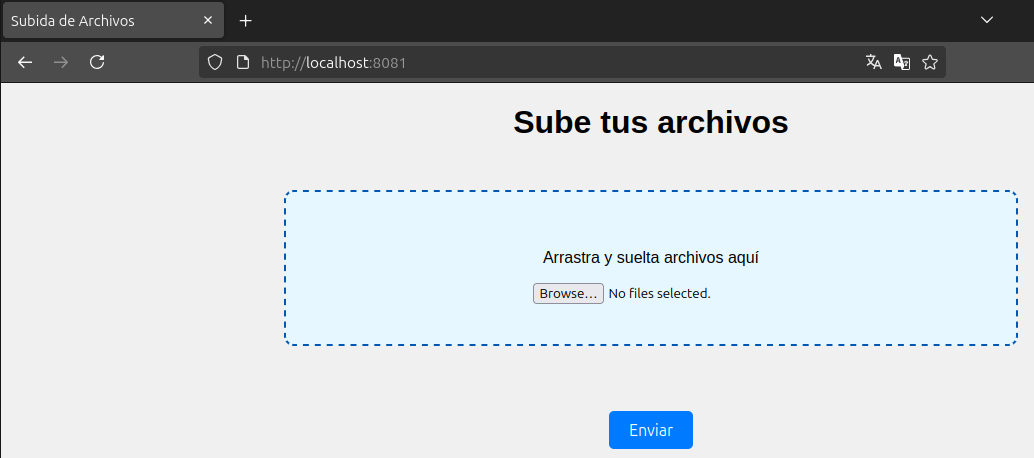 Subida de Archivos
http://localhost:8081
Sube tus archivos
Arrastra y suelta archivos aquí
Browse... No files selected.
Enviar